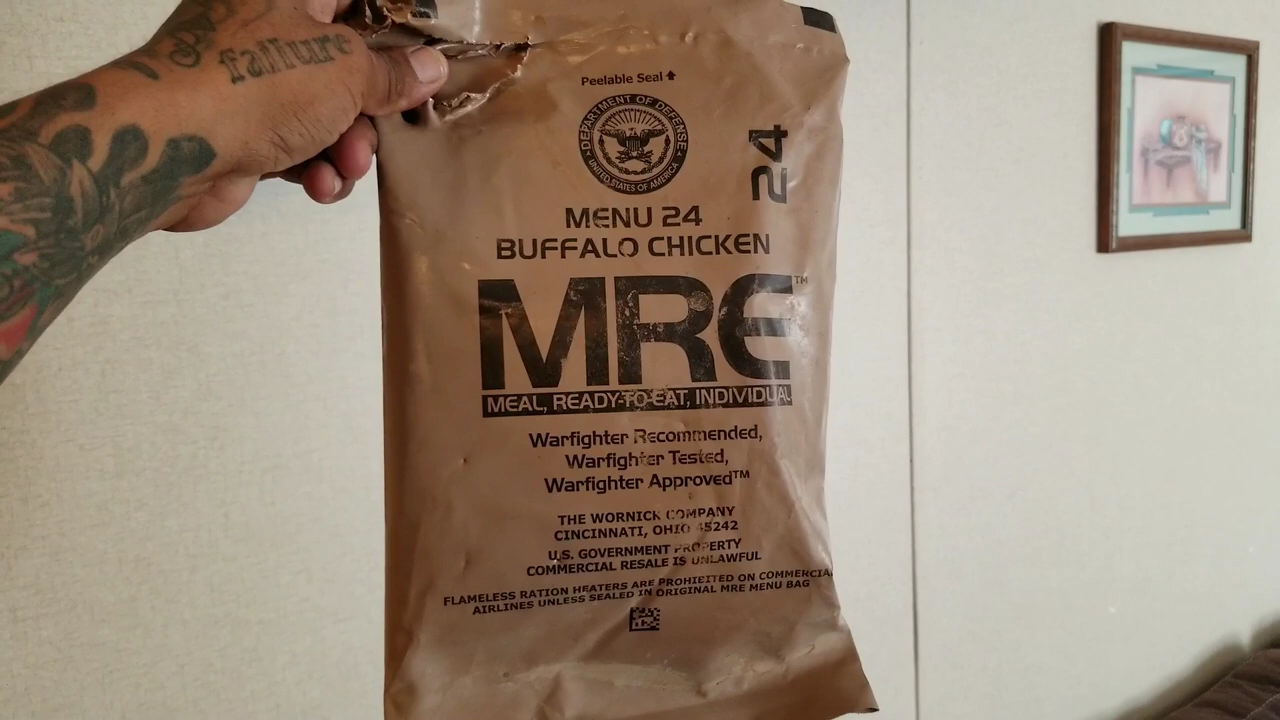 failure
Peelable Seal
DEPARTMENT OF DEFENSE
UNITED STATES OF AMERICA
24
MENU 24
BUFFALO CHICKEN
MRE™
MEAL, READY-TO-EAT, INDIVIDUAL
Warfighter Recommended,
Warfighter Tested,
Warfighter Approved™
THE WORNICK COMPANY
CINCINNATI, OHIO 45242
U.S. GOVERNMENT PROPERTY
COMMERCIAL RESALE IS UNLAWFUL
FLAMELESS RATION HEATERS ARE PROHIBITED ON COMMERCIAL
AIRLINES UNLESS SEALED IN ORIGINAL MRE MENU BAG